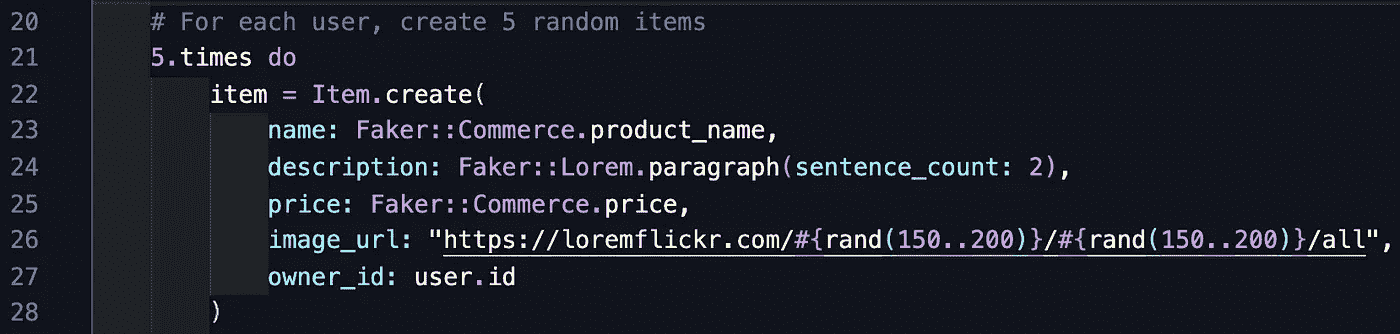 20 # For each user, create 5 random items
21 5.times do
22 item = Item.create(
23 name: Faker::Commerce.product_name,
24 description: Faker::Lorem.paragraph(sentence_count: 2),
25 price: Faker::Commerce.price,
26 image_url: "https://loremflickr.com/#{rand(150..200)}/#{rand(150..200)}/all",
27 owner_id: user.id
28 )